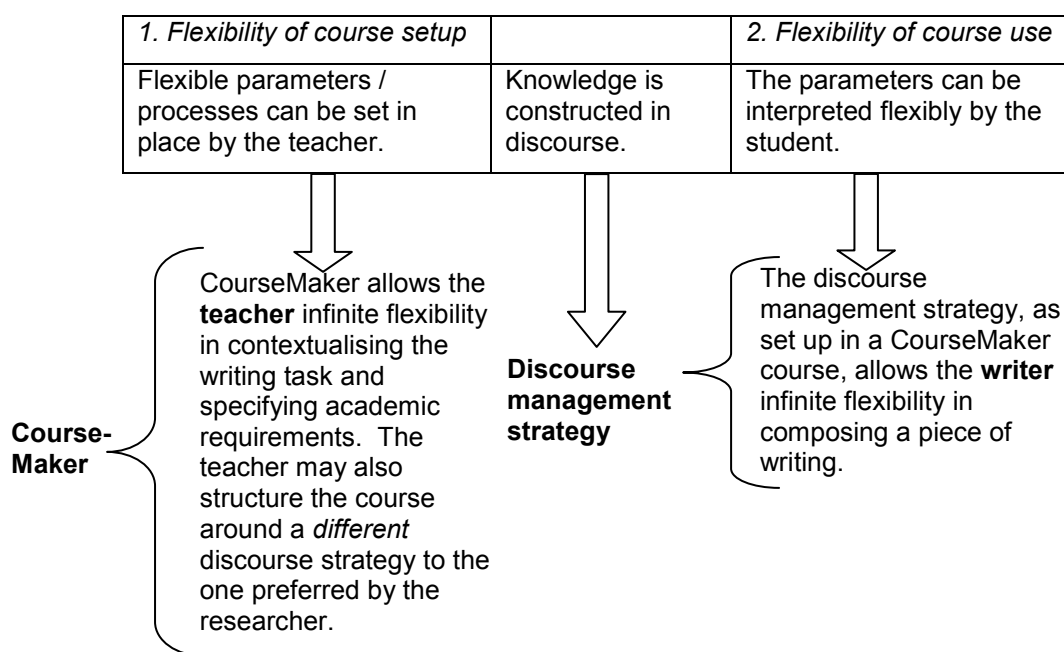 1. Flexibility of course setup
2. Flexibility of course use
Flexible parameters /
processes can be set in
place by the teacher.
Knowledge is
constructed in
discourse.
The parameters can be
interpreted flexibly by the
student.
Course-
Maker
CourseMaker allows the
teacher infinite flexibility
in contextualising the
writing task and
specifying academic
requirements. The
teacher may also
structure the course
around a different
discourse strategy to the
one preferred by the
researcher.
Discourse
management
strategy
The discourse
management strategy, as
set up in a CourseMaker
course, allows the writer
infinite flexibility in
composing a piece of
writing.